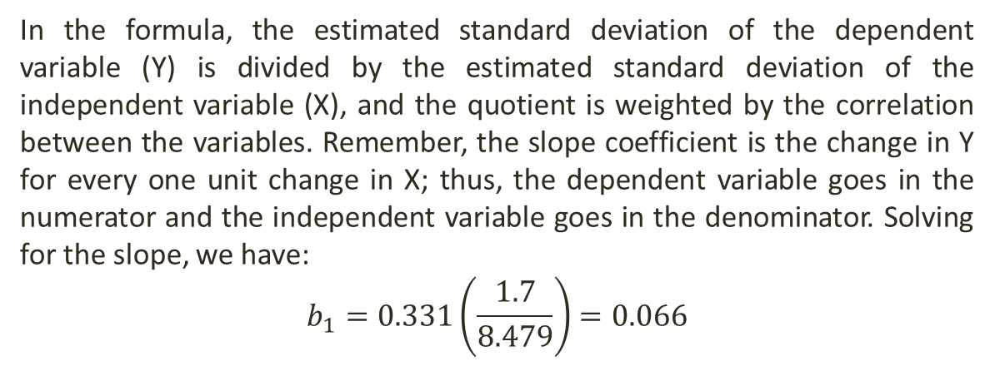 In the formula, the estimated standard deviation of the dependent
variable (Y) is divided by the estimated standard deviation of the
independent variable (X), and the quotient is weighted by the correlation
between the variables. Remember, the slope coefficient is the change in Y
for every one unit change in X; thus, the dependent variable goes in the
numerator and the independent variable goes in the denominator. Solving
for the slope, we have:
b₁ = 0.331 (1.7 / 8.479) = 0.066